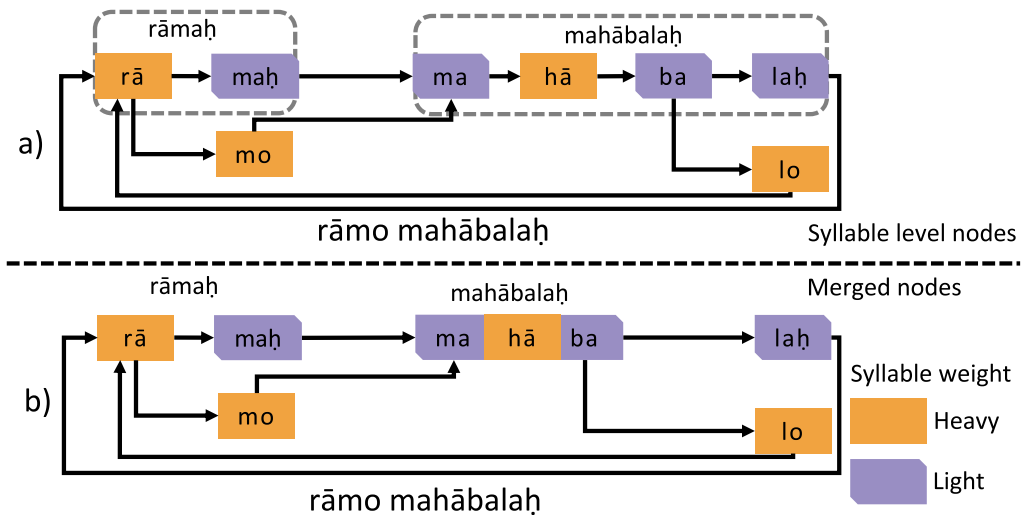 rāmaḥ
mahābalaḥ
rā maḥ ma hā ba laḥ
a)
mo
lo
rāmo mahābalaḥ
Syllable level nodes
Merged nodes
rāmaḥ
mahābalaḥ
rā maḥ ma hā ba laḥ
Syllable weight
b)
mo
lo
Heavy
Light
rāmo mahābalaḥ